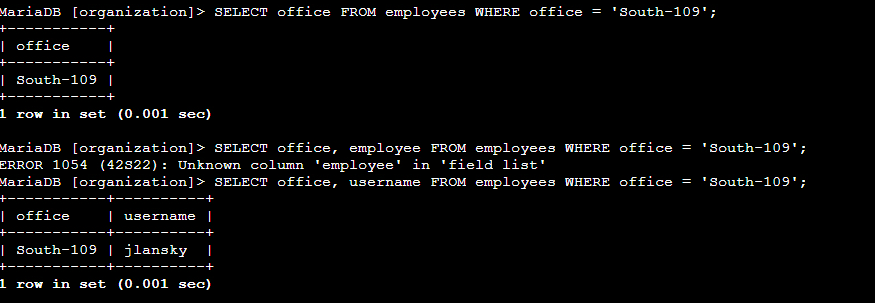 MariaDB [organization]> SELECT office FROM employees WHERE office = 'South-109';
+-----------+
| office    |
+-----------+
| South-109 |
+-----------+
1 row in set (0.001 sec)

MariaDB [organization]> SELECT office, employee FROM employees WHERE office = 'South-109';
ERROR 1054 (42S22): Unknown column 'employee' in 'field list'
MariaDB [organization]> SELECT office, username FROM employees WHERE office = 'South-109';
+-----------+----------+
| office    | username |
+-----------+----------+
| South-109 | jlansky  |
+-----------+----------+
1 row in set (0.001 sec)